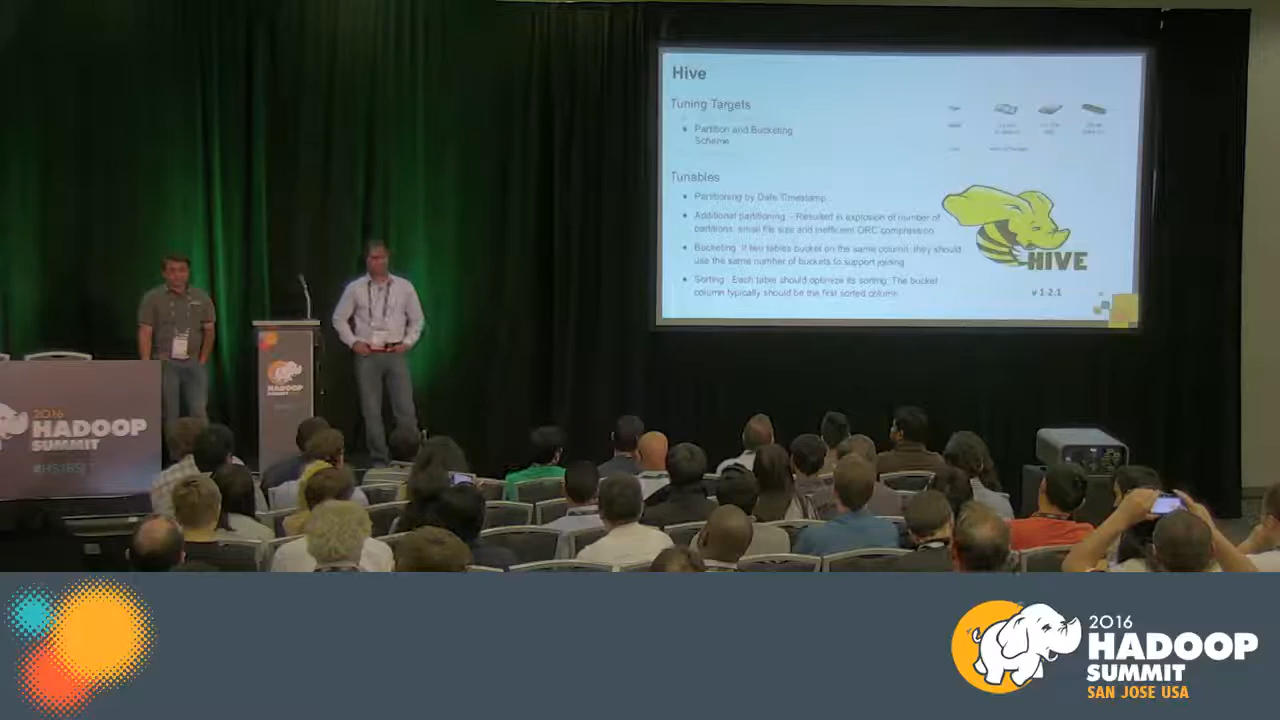 Hive
Tuning Targets
• Partition and Bucketing
Scheme
Tunables
• Partitioning by Date Timestamp
• Additional partitioning - Resulted in explosion of number of
partitions, small file size and inefficient ORC compression
• Bucketing: If two tables bucket on the same column, they should
use the same number of buckets to support joining
• Sorting: Each table should optimize its sorting. The bucket
column typically should be the first sorted column.
HIVE
v 1.2.1
HADOOP
SUMMIT
2016
HADOOP
SUMMIT
2016
HADOOP
SUMMIT
SAN JOSE USA